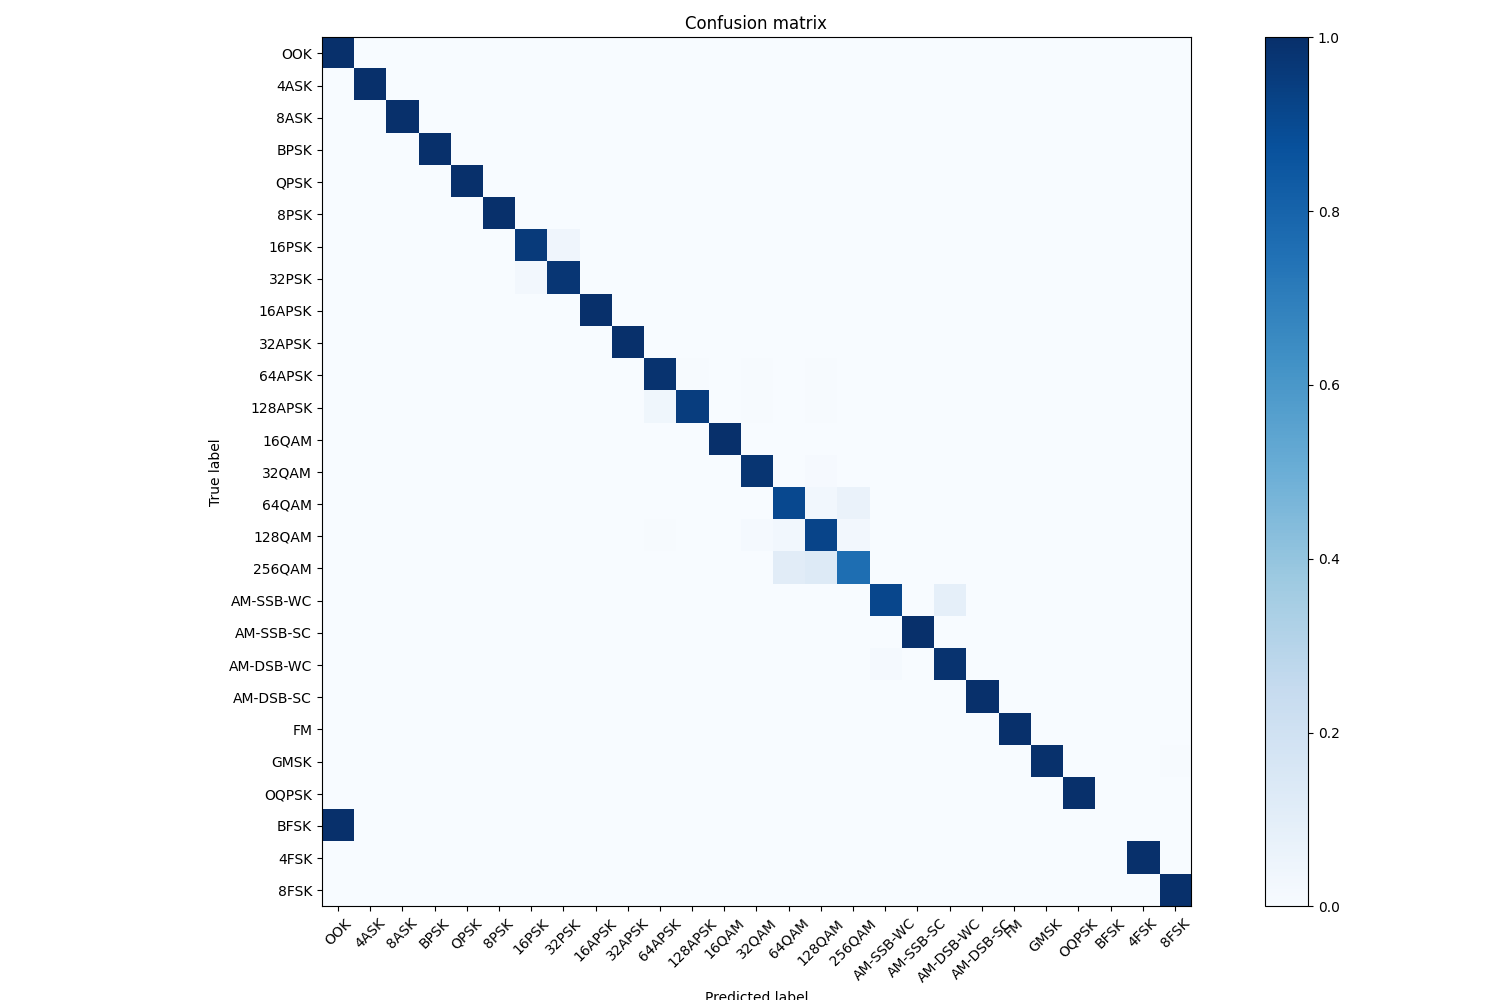 Confusion matrix
True label
OOK
4ASK
8ASK
BPSK
QPSK
8PSK
16PSK
32PSK
16APSK
32APSK
64APSK
128APSK
16QAM
32QAM
64QAM
128QAM
256QAM
AM-SSB-WC
AM-SSB-SC
AM-DSB-WC
AM-DSB-SC
FM
GMSK
OQPSK
BFSK
4FSK
8FSK
OOK
4ASK
8ASK
BPSK
QPSK
8PSK
16PSK
32PSK
16APSK
32APSK
64APSK
128APSK
16QAM
32QAM
64QAM
128QAM
256QAM
AM-SSB-WC
AM-SSB-SC
AM-DSB-WC
AM-DSB-SC
FM
GMSK
OQPSK
BFSK
4FSK
8FSK
Predicted label
1.0
0.8
0.6
0.4
0.2
0.0